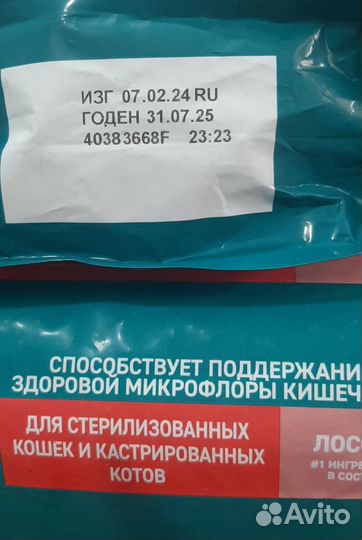 ИЗГ 07.02.24 RU
ГОДЕН 31.07.25
40383668F 23:23
СПОСОБСТВУЕТ ПОДДЕРЖАНИ
ЗДОРОВОЙ МИКРОФЛОРЫ КИШЕЧ
ДЛЯ СТЕРИЛИЗОВАННЫХ
КОШЕК И КАСТРИРОВАННЫХ
КОТОВ
ЛОС
#1 ИНГРЕ
В СОСТ
Avito